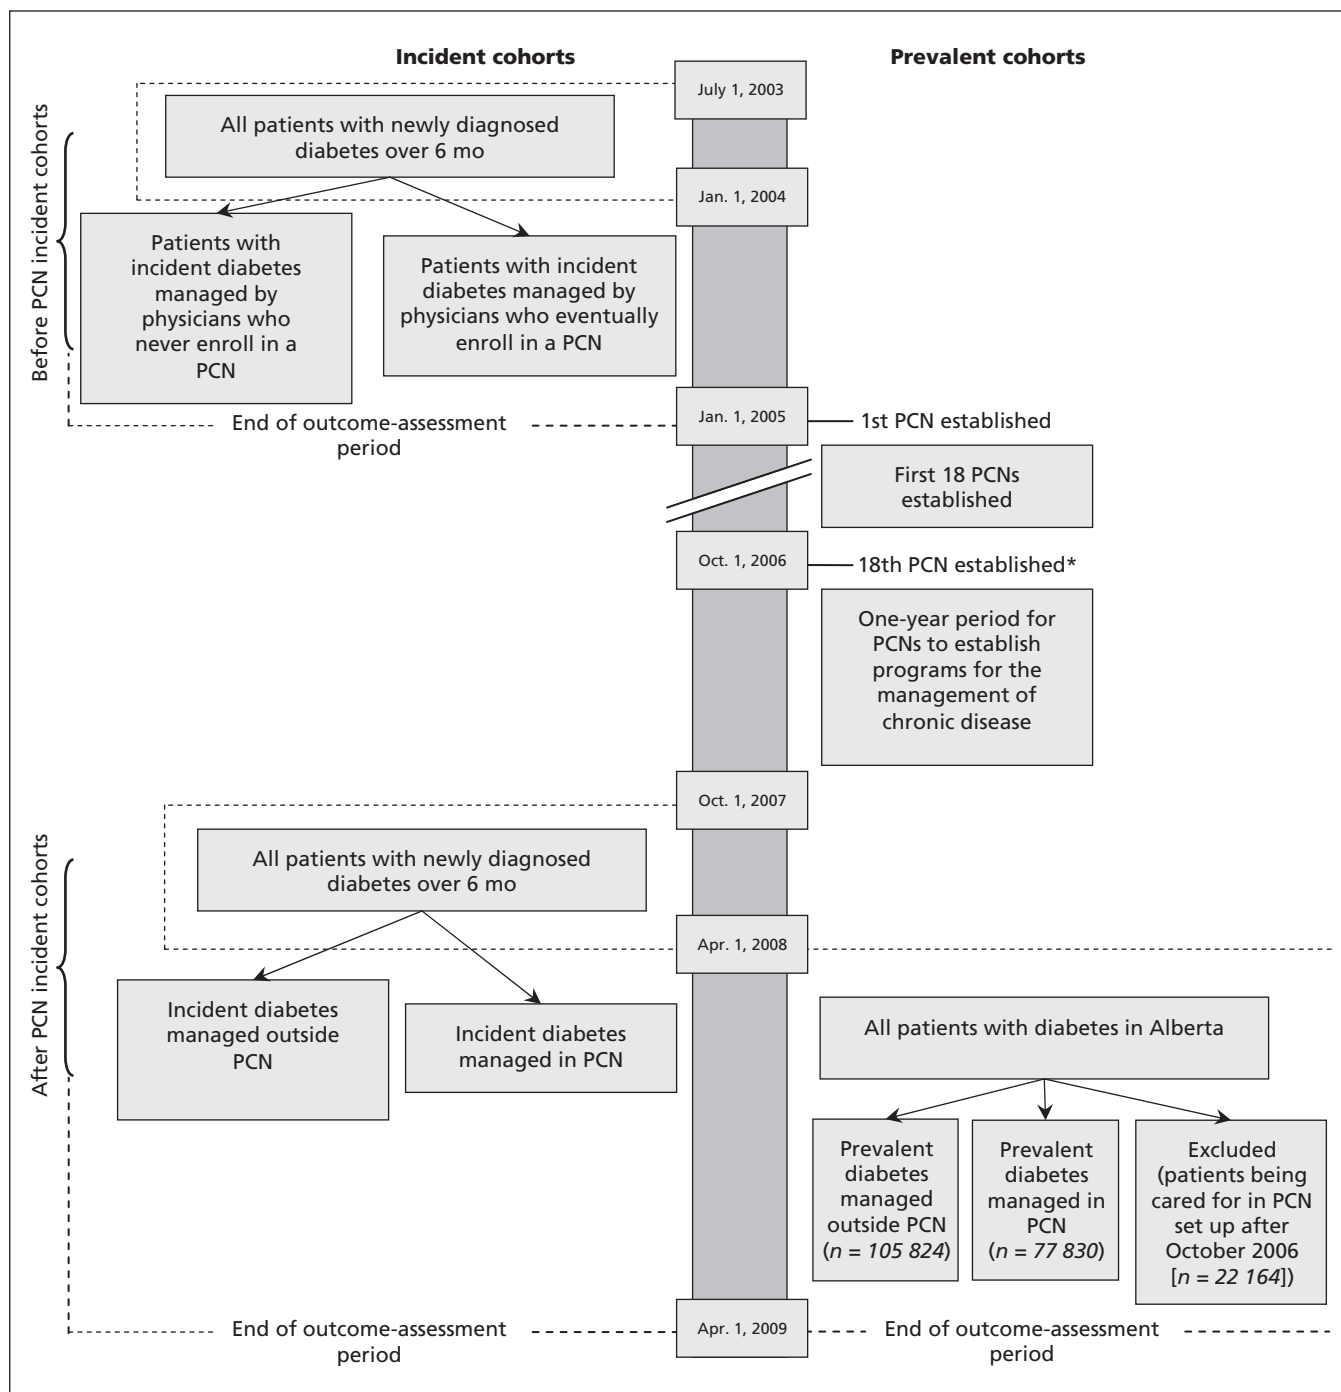 Incident cohorts
Prevalent cohorts
July 1, 2003
Before PCN incident cohorts
All patients with newly diagnosed
diabetes over 6 mo
Jan. 1, 2004
Patients with
incident diabetes
managed by
physicians who
never enroll in a
PCN
Patients with incident
diabetes managed by
physicians who eventually
enroll in a PCN
End of outcome-assessment
period
Jan. 1, 2005
1st PCN established
First 18 PCNs
established
Oct. 1, 2006
18th PCN established*
One-year period for
PCNs to establish
programs for the
management of
chronic disease
Oct. 1, 2007
After PCN incident cohorts
All patients with newly diagnosed
diabetes over 6 mo
Apr. 1, 2008
Incident diabetes
managed outside
PCN
Incident diabetes
managed in PCN
All patients with diabetes in Alberta
Prevalent
diabetes
managed
outside PCN
(n = 105 824)
Prevalent
diabetes
managed in
PCN
(n = 77 830)
Excluded
(patients being
cared for in PCN
set up after
October 2006
[n = 22 164])
End of outcome-assessment
period
Apr. 1, 2009
End of outcome-assessment
period